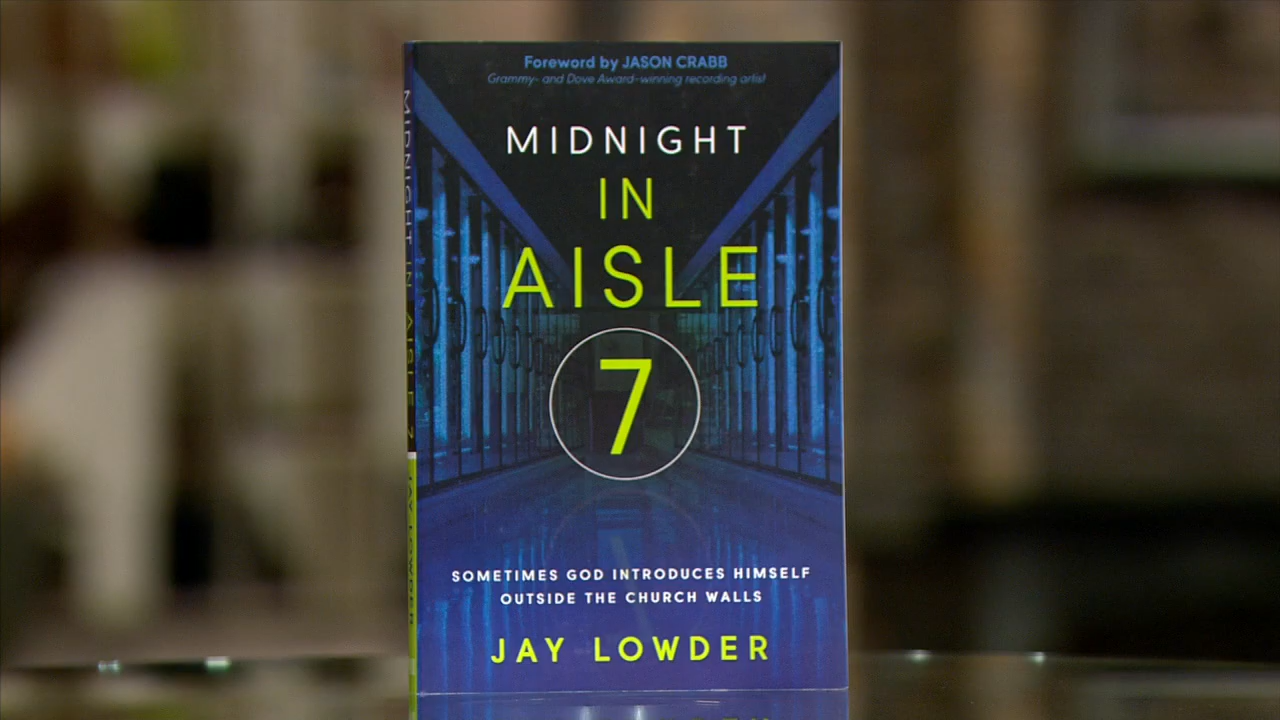 Foreword by JASON CRABB
Grammy- and Dove Award–winning recording artist
MIDNIGHT
IN
AISLE
7
SOMETIMES GOD INTRODUCES HIMSELF
OUTSIDE THE CHURCH WALLS
JAY LOWDER
MIDNIGHT IN AISLE 7 JAY LOWDER